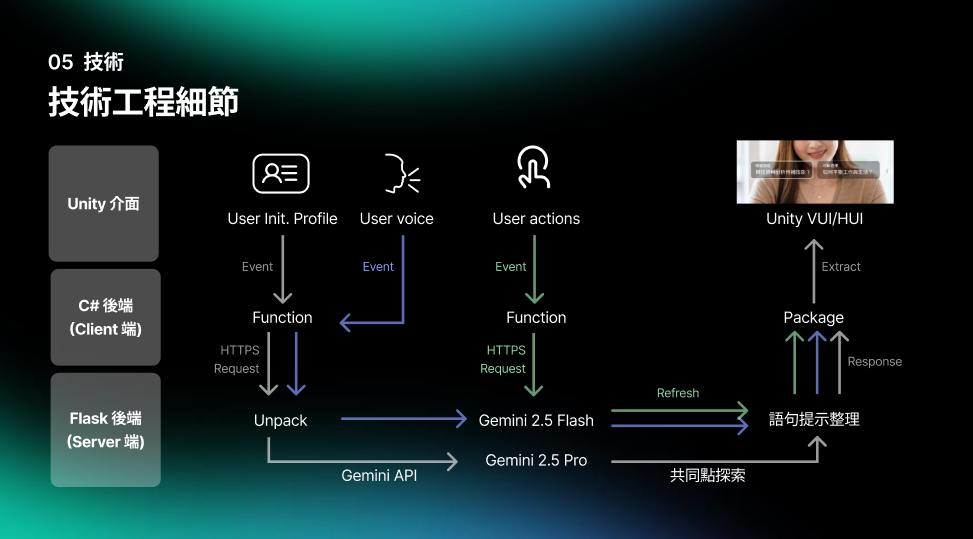 05 技術
技術工程細節
Unity 介面
User Init. Profile
User voice
User actions
Unity VUI/HUI
Event
Event
Event
Extract
C# 後端
(Client 端)
Function
Function
Package
HTTPS
Request
HTTPS
Request
Response
Flask 後端
(Server 端)
Refresh
Unpack
Gemini 2.5 Flash
語句提示整理
Gemini 2.5 Pro
Gemini API
共同點探索